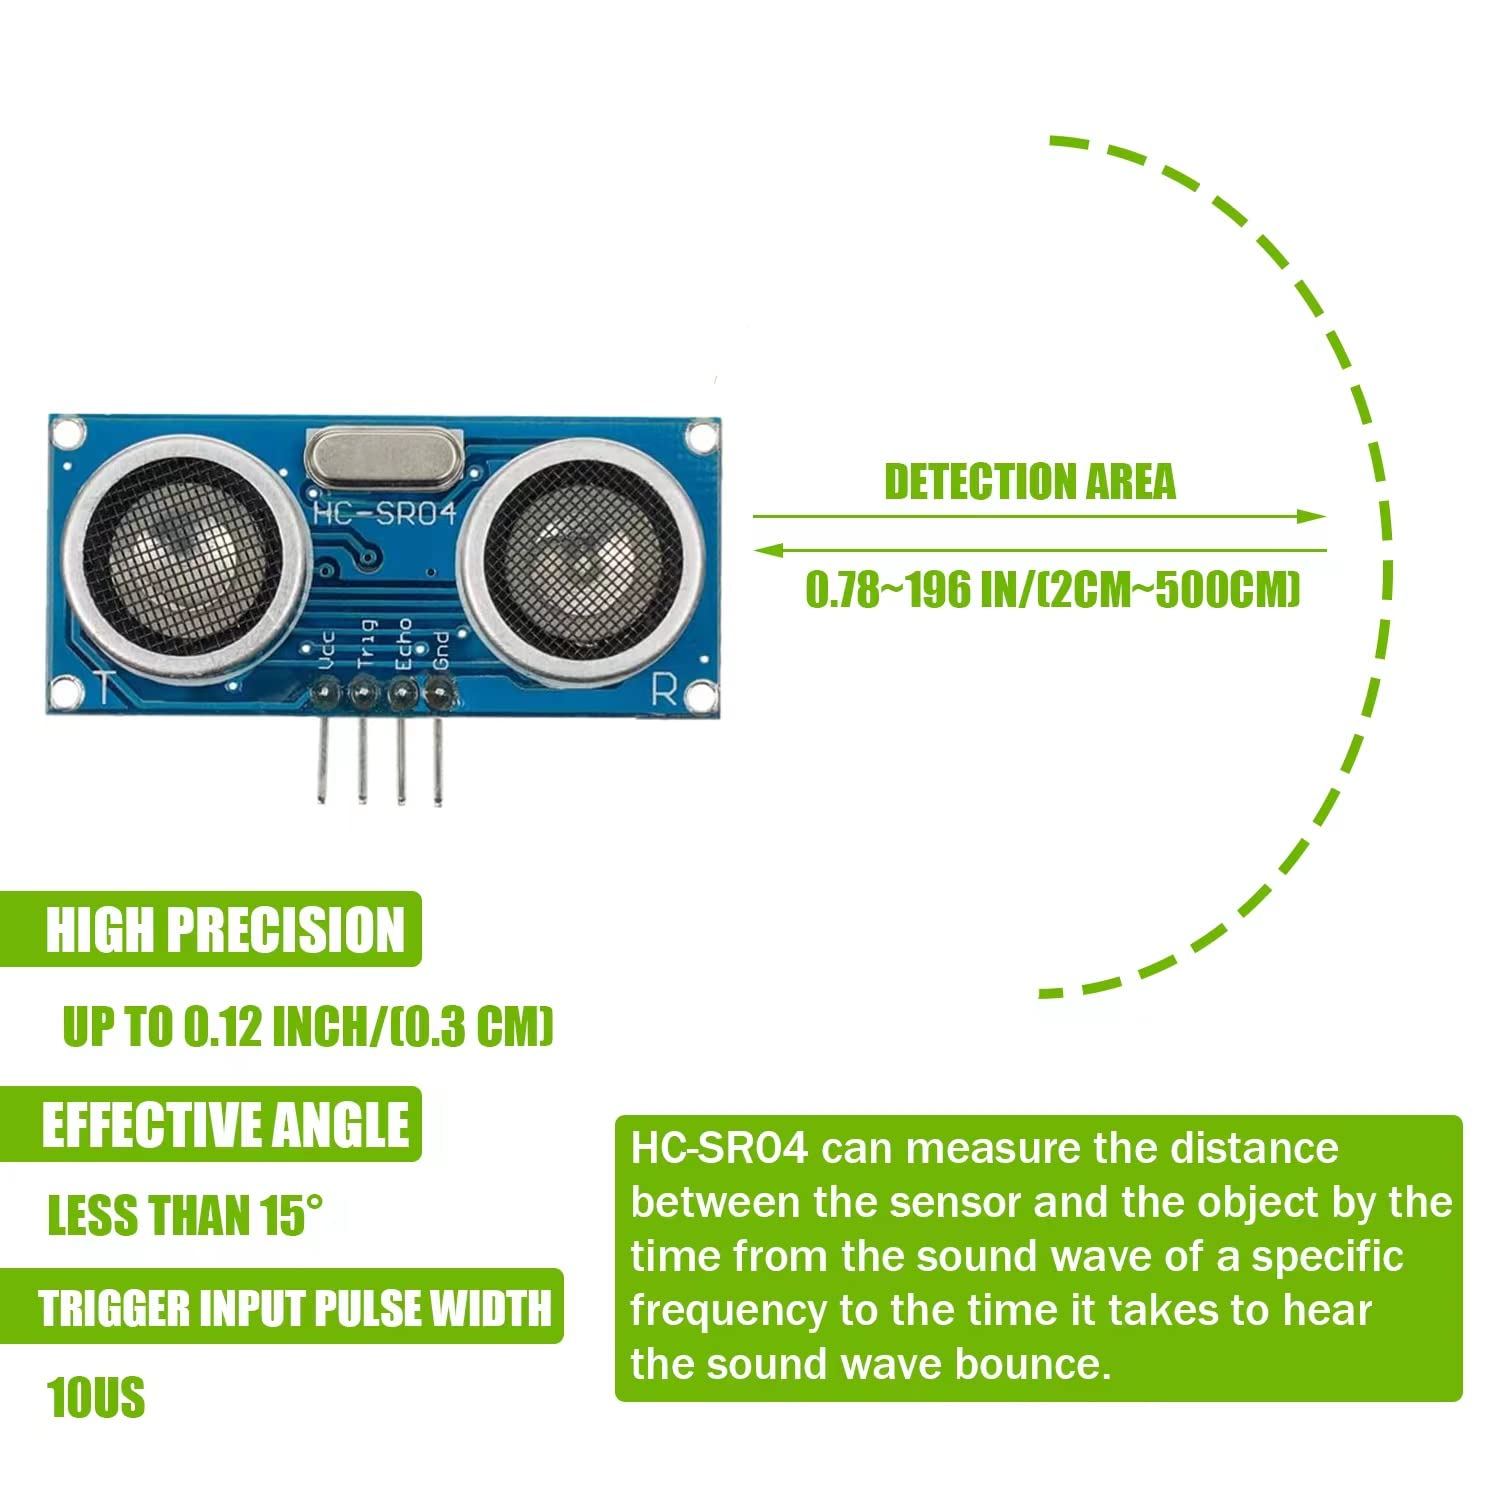 HC-SR04
Vcc
Trig
Echo
Gnd
T
R
DETECTION AREA
0.78~196 IN/(2CM~500CM)
HIGH PRECISION
UP TO 0.12 INCH/(0.3 CM)
EFFECTIVE ANGLE
LESS THAN 15°
TRIGGER INPUT PULSE WIDTH
10US
HC-SR04 can measure the distance
between the sensor and the object by the
time from the sound wave of a specific
frequency to the time it takes to hear
the sound wave bounce.